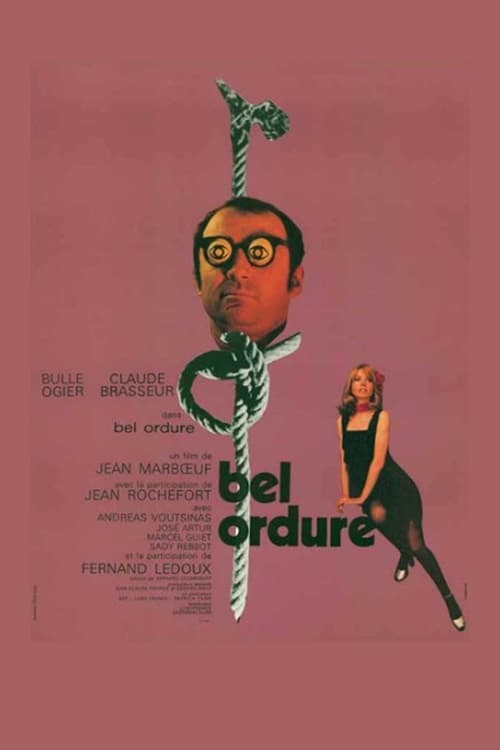 BULLE CLAUDE
OGIER BRASSEUR
dans
bel ordure
un film de
JEAN MARBŒUF
avec la participation de
JEAN ROCHEFORT
avec
ANDREAS VOUTSINAS
JOSÉ ARTUR
MARCEL GUIET
SADY REBBOT
et la participation de
FERNAND LEDOUX
bel
ordure